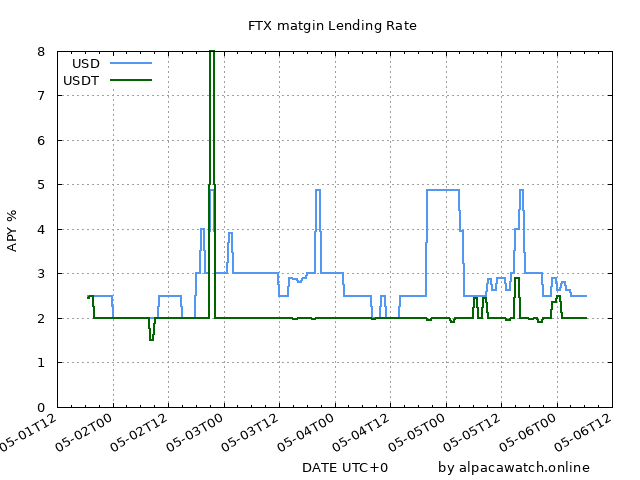 FTX matgin Lending Rate
8
USD
USDT
7
6
5
APY %
4
3
2
1
0
05-01T12 05-02T00 05-02T12 05-03T00 05-03T12 05-04T00 05-04T12 05-05T00 05-05T12 05-06T00 05-06T12
DATE UTC+0 by alpacawatch.online